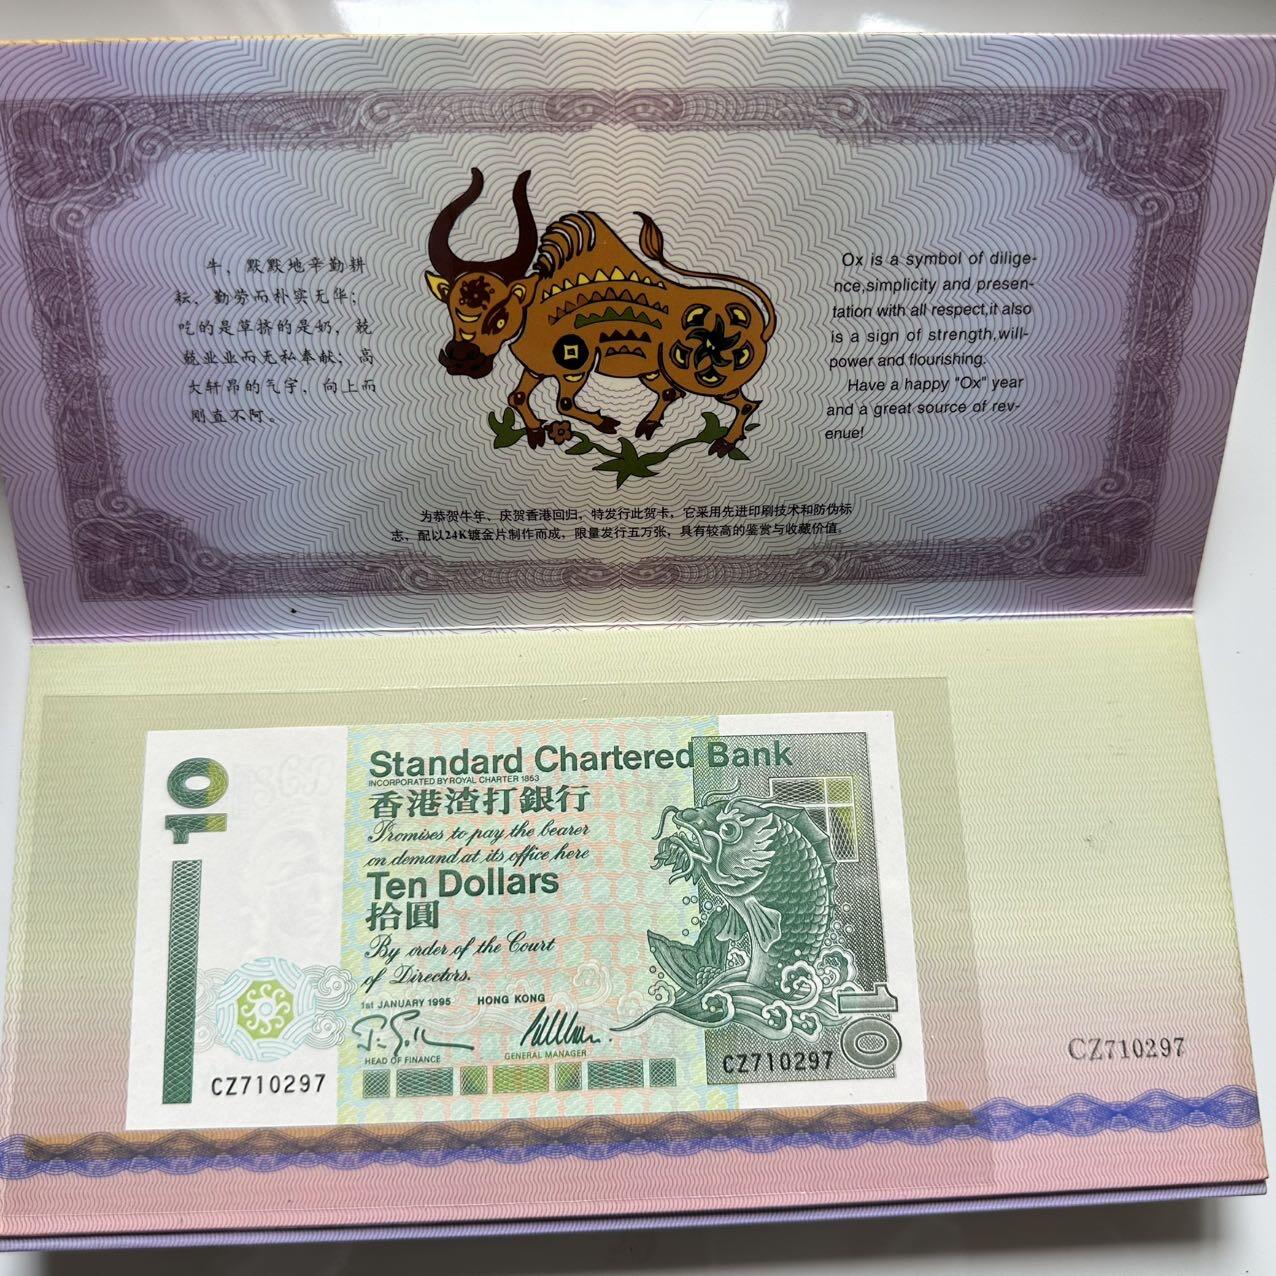 牛，默默地辛勤耕
耘，勤劳而朴实无华；
吃的是草挤的是奶，兢
兢业业而无私奉献；高
大轩昂的气宇，向上而
刚直不阿。
Ox is a symbol of dilige-
nce,simplicity and presen-
tation with all respect,it also
is a sign of strength,will-
power and flourishing.
Have a happy "Ox" year
and a great source of rev-
enue!
为恭贺牛年、庆贺香港回归，特发行此贺卡，它采用先进印刷技术和防伪标
志，配以24K镀金片制作而成，限量发行五万张，具有较高的鉴赏与收藏价值。
10
Standard Chartered Bank
INCORPORATED BY ROYAL CHARTER 1853
香港渣打銀行
Promises to pay the bearer
on demand at its office here
Ten Dollars
拾圓
By order of the Court
of Directors.
1st JANUARY 1995 HONG KONG
HEAD OF FINANCE
GENERAL MANAGER
CZ710297
CZ710297
10
CZ710297